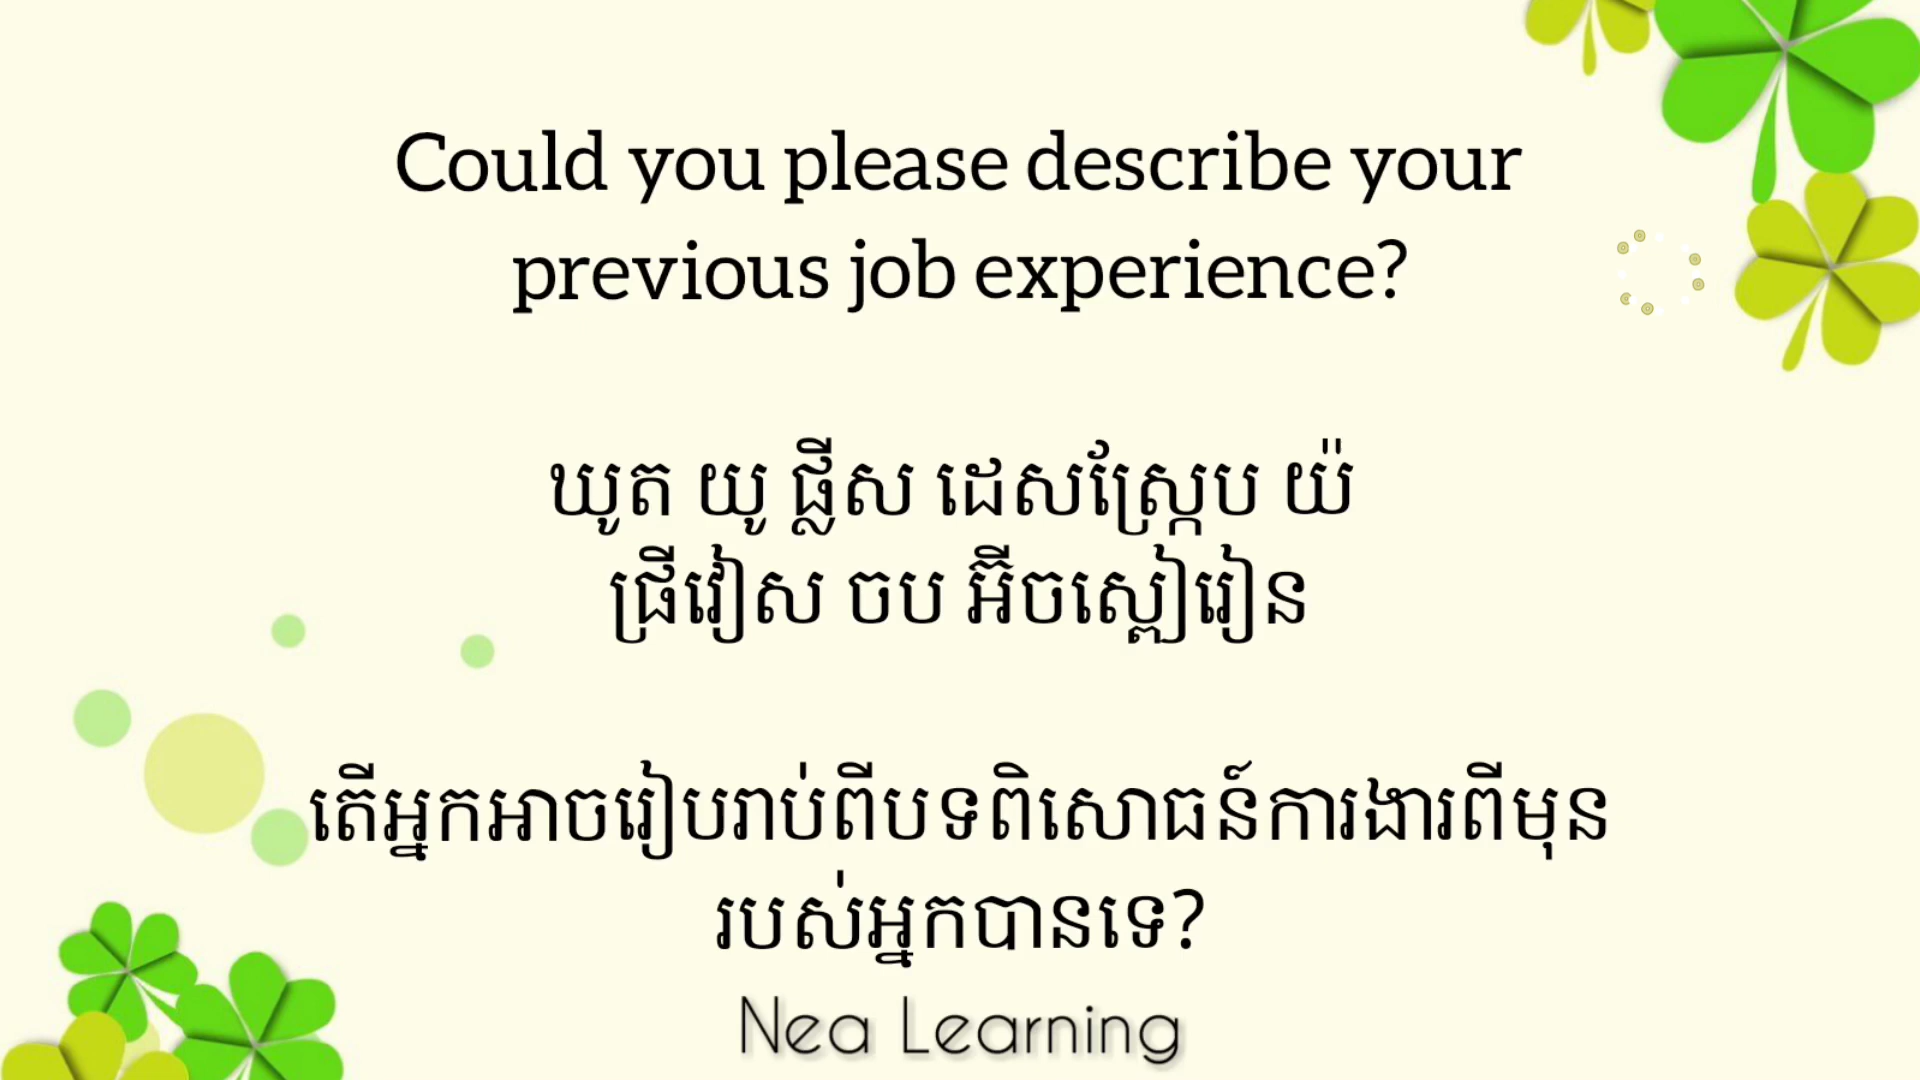 Could you please describe your
previous job experience?
ឃូត យូ ផ្លីស ដេសស្ក្រែប យ៉
ផ្រីវៀស ចប អ៊ីចស្ពៀរៀន
តើអ្នកអាចរៀបរាប់ពីបទពិសោធន៍ការងារពីមុន
របស់អ្នកបានទេ?
Nea Learning